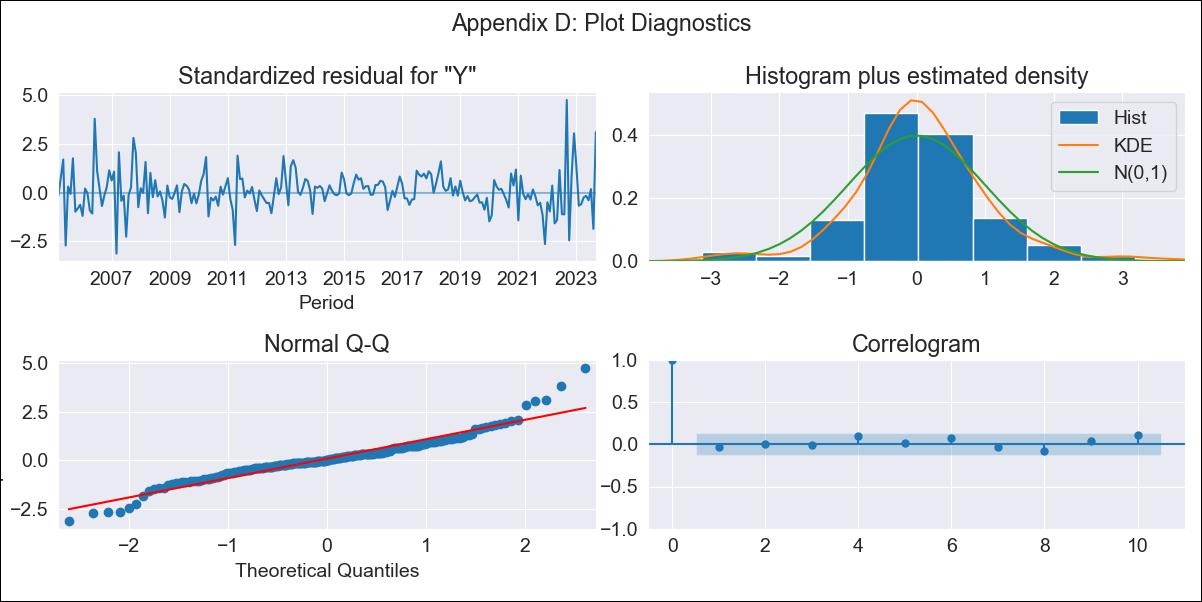 Appendix D: Plot Diagnostics
Standardized residual for "Y"
5.0
2.5
0.0
−2.5
2007 2009 2011 2013 2015 2017 2019 2021 2023
Period
Histogram plus estimated density
Hist
KDE
N(0,1)
0.4
0.2
0.0
−3 −2 −1 0 1 2 3
Normal Q-Q
5.0
2.5
0.0
−2.5
−2 −1 0 1 2
Theoretical Quantiles
Correlogram
1.0
0.5
0.0
−0.5
−1.0
0 2 4 6 8 10